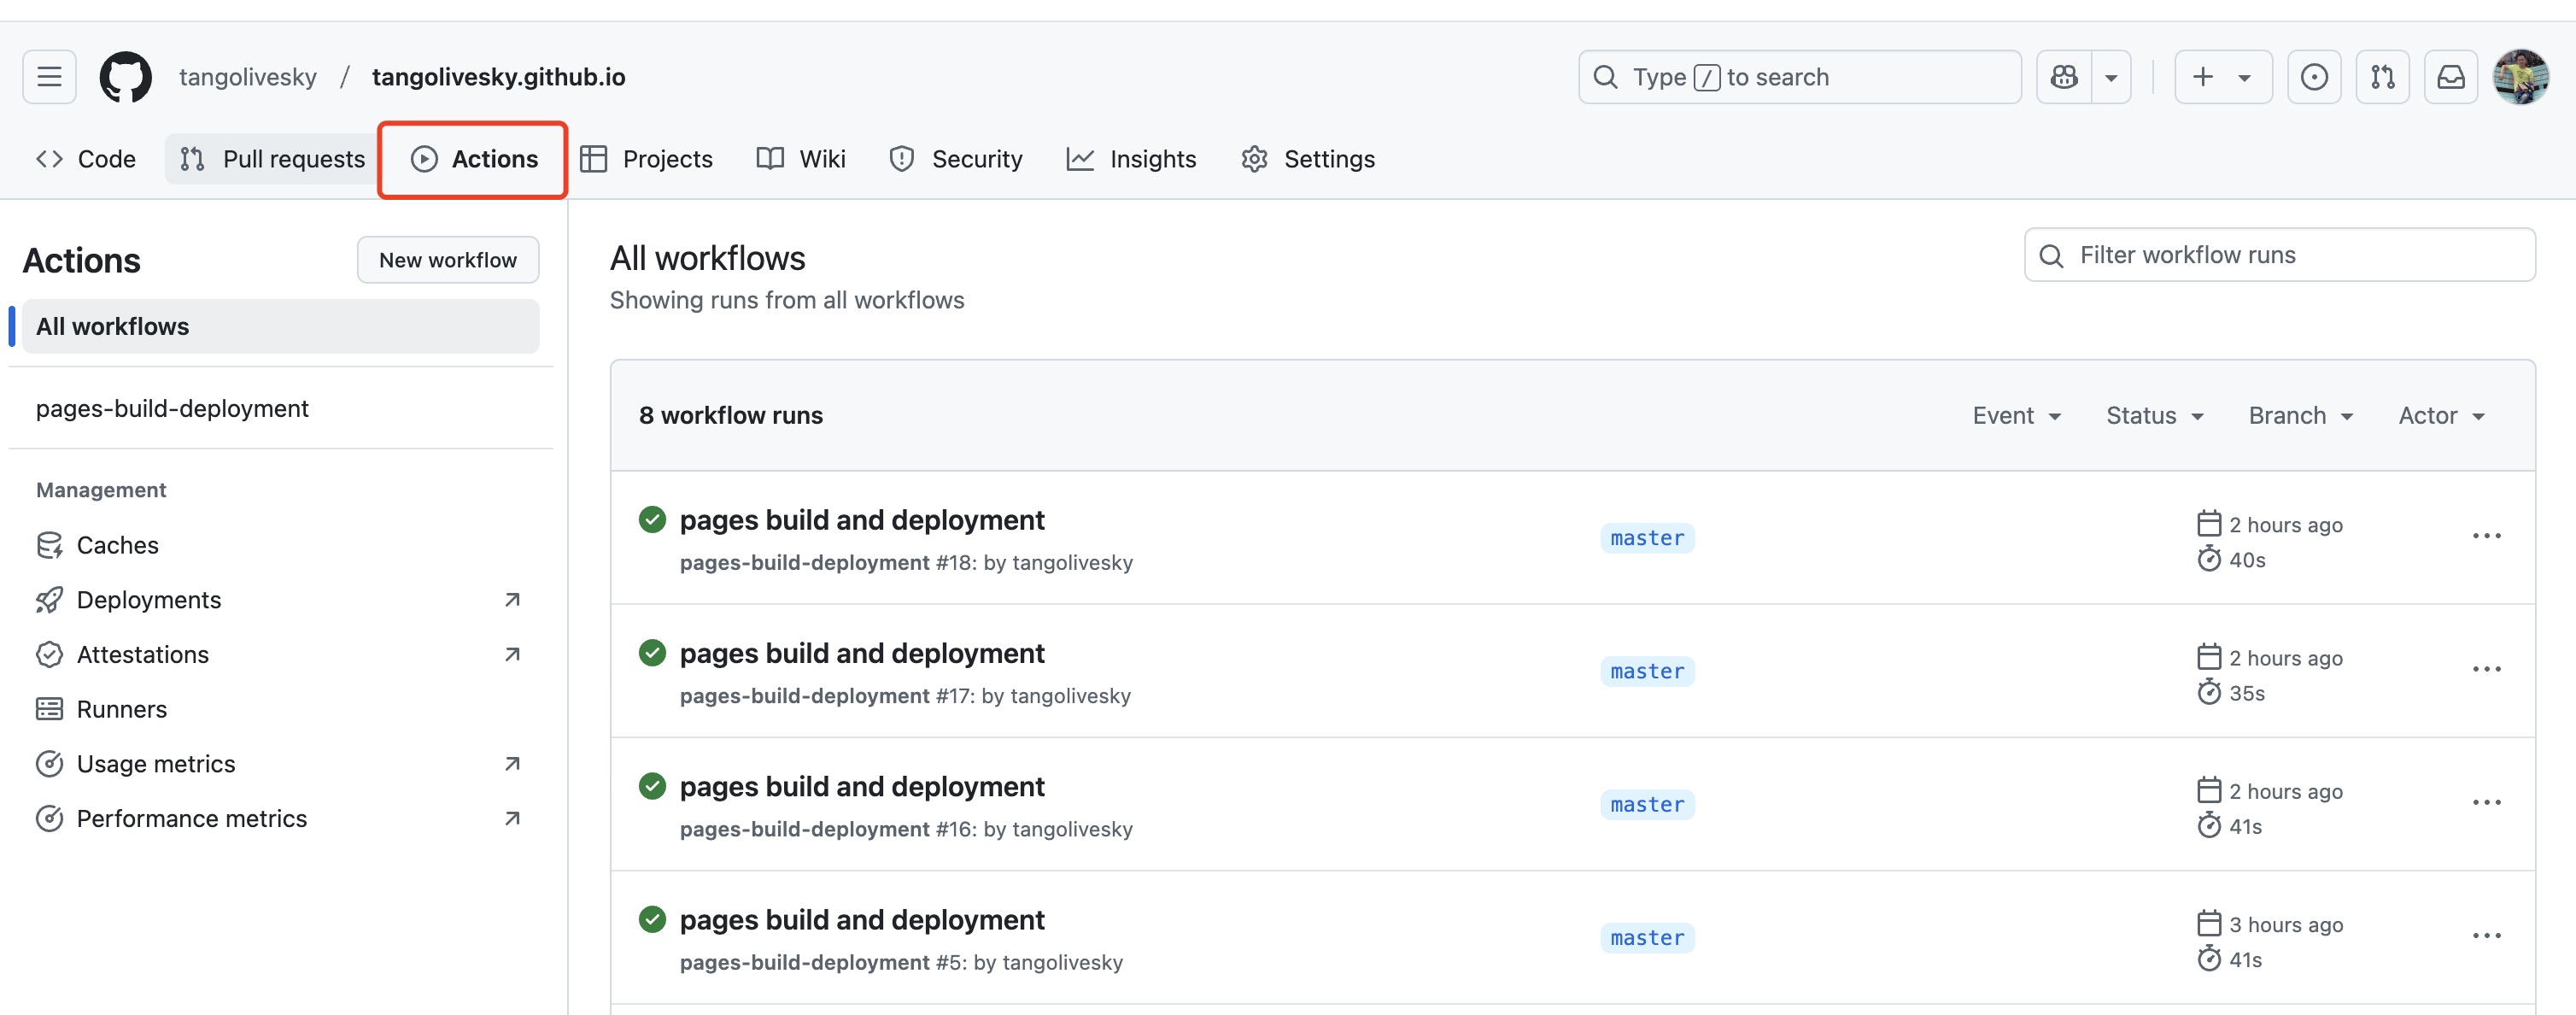 tangolivesky / tangolivesky.github.io
Type / to search
Code
Pull requests
Actions
Projects
Wiki
Security
Insights
Settings
Actions
New workflow
All workflows
pages-build-deployment
Management
Caches
Deployments
Attestations
Runners
Usage metrics
Performance metrics
All workflows
Showing runs from all workflows
Filter workflow runs
8 workflow runs
Event
Status
Branch
Actor
pages build and deployment
pages-build-deployment #18: by tangolivesky
master
2 hours ago
40s
pages build and deployment
pages-build-deployment #17: by tangolivesky
master
2 hours ago
35s
pages build and deployment
pages-build-deployment #16: by tangolivesky
master
2 hours ago
41s
pages build and deployment
pages-build-deployment #5: by tangolivesky
master
3 hours ago
41s